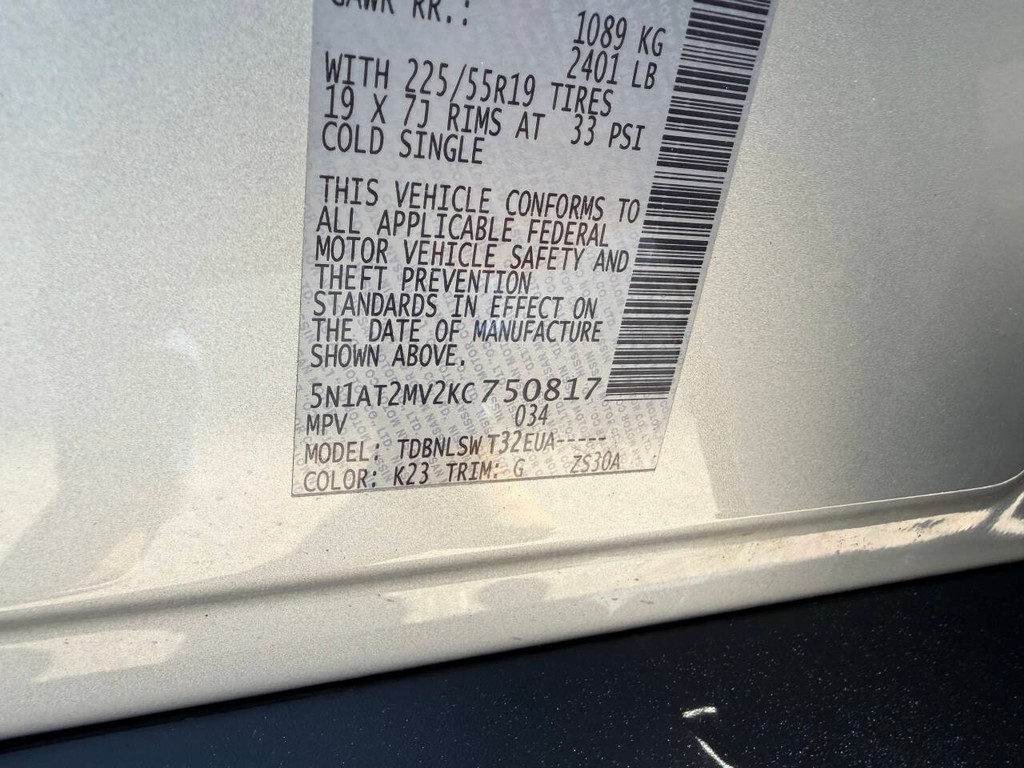 GAWR RR.:
1089 KG
2401 LB
WITH 225/55R19 TIRES
19 X 7J RIMS AT 33 PSI
COLD SINGLE
THIS VEHICLE CONFORMS TO
ALL APPLICABLE FEDERAL
MOTOR VEHICLE SAFETY AND
THEFT PREVENTION
STANDARDS IN EFFECT ON
THE DATE OF MANUFACTURE
SHOWN ABOVE.
5N1AT2MV2KC750817
MPV 034
MODEL: TDBNLSWT32EUA-----
COLOR: K23 TRIM: G ZS30A